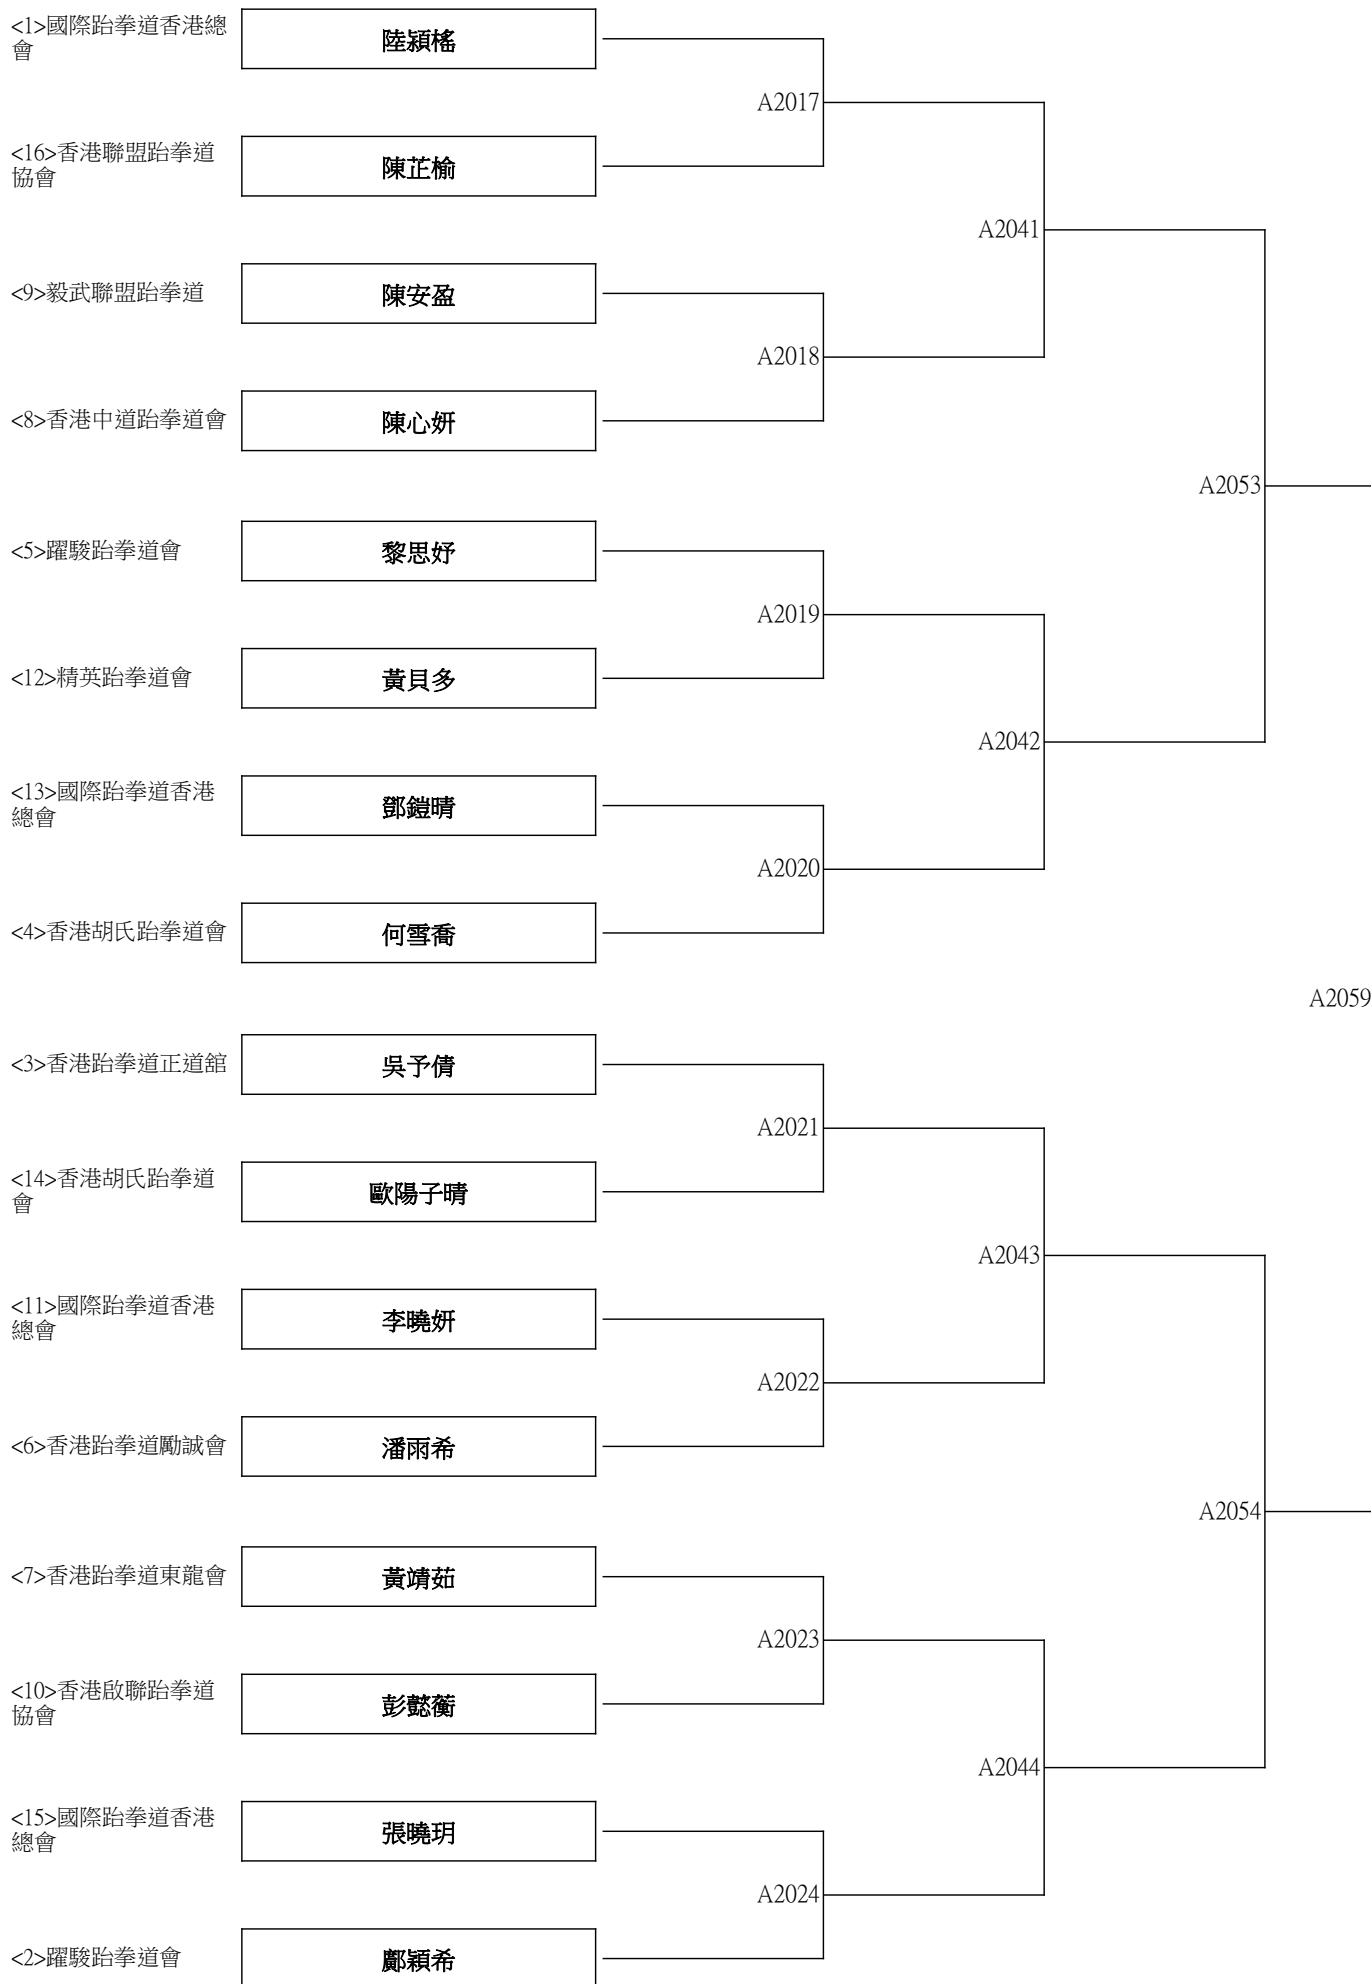 <1>國際跆拳道香港總
會
陸潁榣
A2017
<16>香港聯盟跆拳道
協會
陳芷榆
A2041
<9>毅武聯盟跆拳道
陳安盈
A2018
<8>香港中道跆拳道會
陳心妍
A2053
<5>躍駿跆拳道會
黎思妤
A2019
<12>精英跆拳道會
黃貝多
A2042
<13>國際跆拳道香港
總會
鄧鎧晴
A2020
<4>香港胡氏跆拳道會
何雪喬
A2059
<3>香港跆拳道正道舘
吳予倩
A2021
<14>香港胡氏跆拳道
會
歐陽子晴
A2043
<11>國際跆拳道香港
總會
李曉妍
A2022
<6>香港跆拳道勵誠會
潘雨希
A2054
<7>香港跆拳道東龍會
黃靖茹
A2023
<10>香港啟聯跆拳道
協會
彭懿蘅
A2044
<15>國際跆拳道香港
總會
張曉玥
A2024
<2>躍駿跆拳道會
鄺穎希